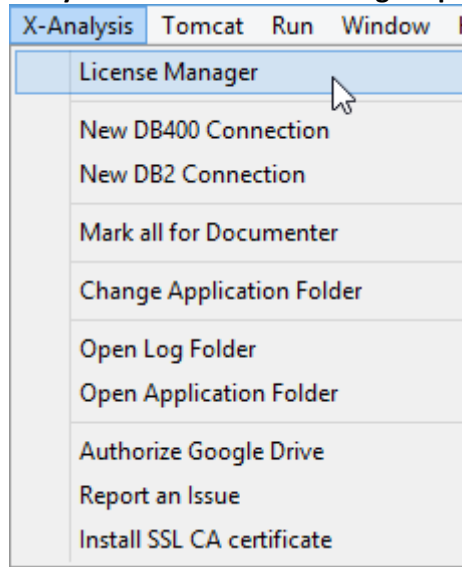 X-Analysis Tomcat Run Window
License Manager
New DB400 Connection
New DB2 Connection
Mark all for Documenter
Change Application Folder
Open Log Folder
Open Application Folder
Authorize Google Drive
Report an Issue
Install SSL CA certificate